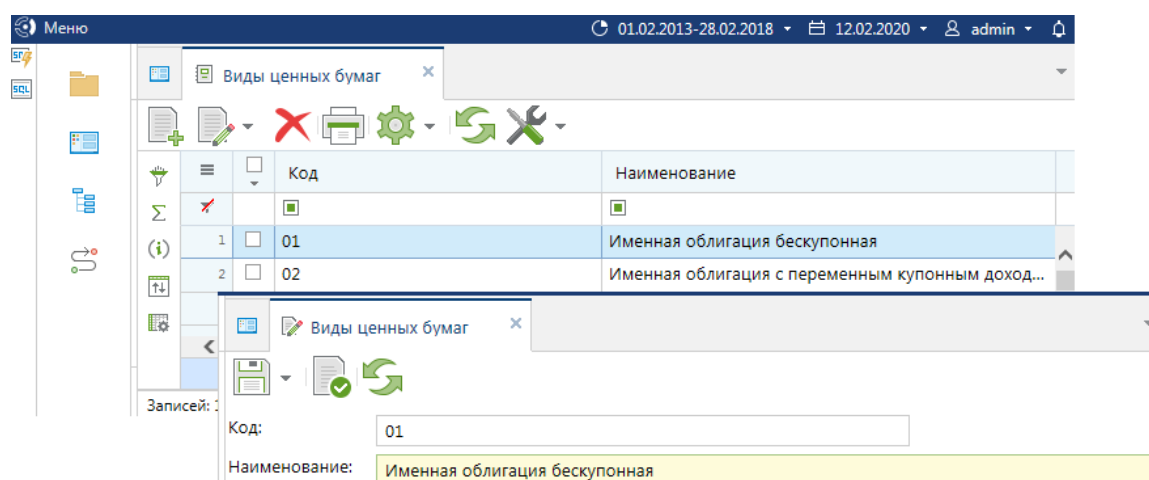 Меню 01.02.2013-28.02.2018 12.02.2020 admin
SQL
Виды ценных бумаг
Код Наименование
1 01 Именная облигация бескупонная
2 02 Именная облигация с переменным купонным доход...
Виды ценных бумаг
Записей:
Код: 01
Наименование: Именная облигация бескупонная